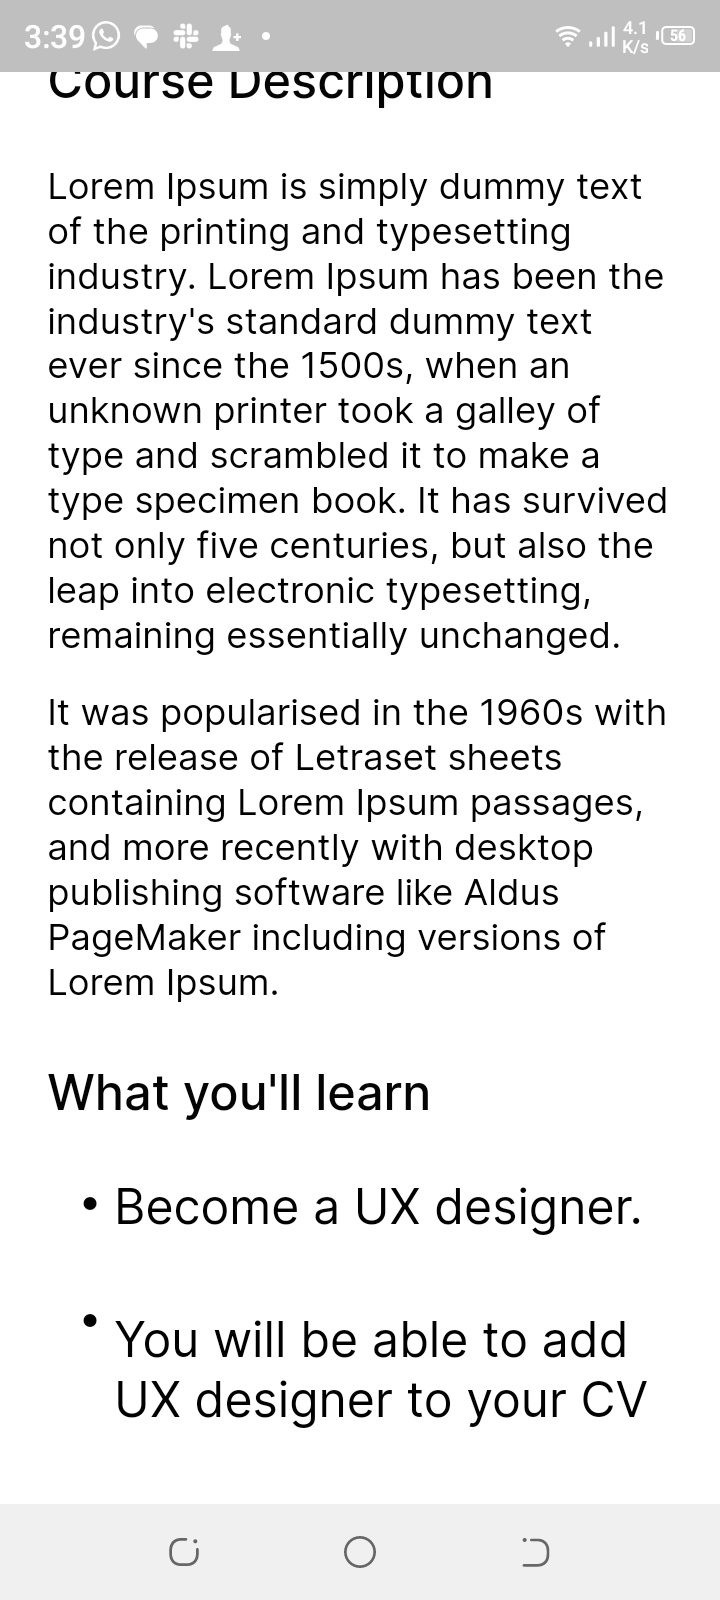 3:39
4.1
K/s
56
Course Description
Lorem Ipsum is simply dummy text
of the printing and typesetting
industry. Lorem Ipsum has been the
industry's standard dummy text
ever since the 1500s, when an
unknown printer took a galley of
type and scrambled it to make a
type specimen book. It has survived
not only five centuries, but also the
leap into electronic typesetting,
remaining essentially unchanged.
It was popularised in the 1960s with
the release of Letraset sheets
containing Lorem Ipsum passages,
and more recently with desktop
publishing software like Aldus
PageMaker including versions of
Lorem Ipsum.
What you'll learn
• Become a UX designer.
• You will be able to add
UX designer to your CV